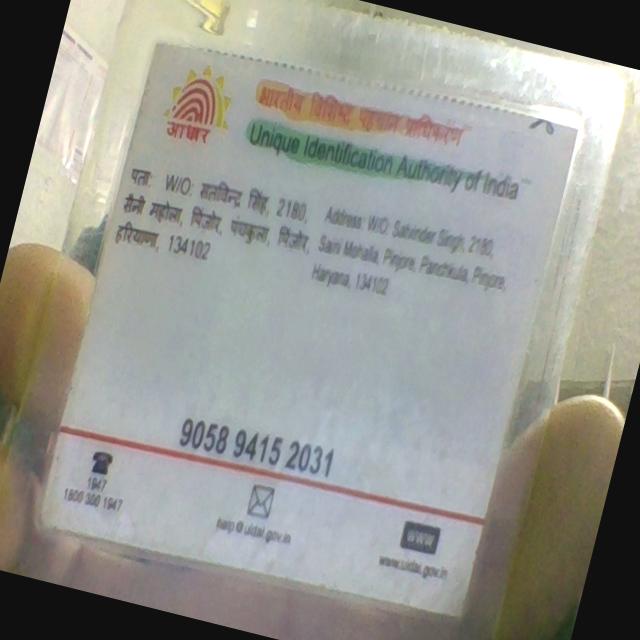 भारतीय विशिष्ट पहचान प्राधिकरण
Unique Identification Authority of India
आधार
पता: W/O: सतविन्द्र सिंह, 2180,
सैनी महोल्ला, पिंजोर, पंचकुला, पिंजोर,
हरियाणा, 134102
Address: W/O: Satvinder Singh, 2180,
Saini Mohalla, Pinjore, Panchkula, Pinjore,
Haryana, 134102
9058 9415 2031
1947
1800 300 1947
help@uidai.gov.in
www
www.uidai.gov.in